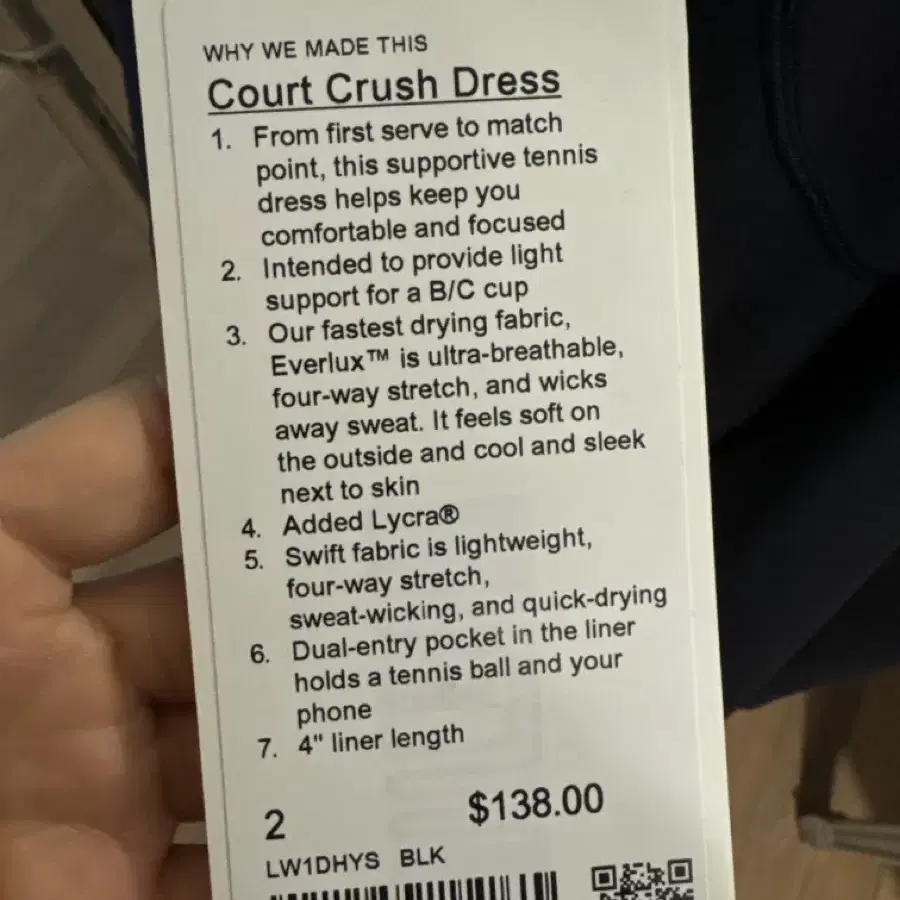 WHY WE MADE THIS
Court Crush Dress
1. From first serve to match
point, this supportive tennis
dress helps keep you
comfortable and focused
2. Intended to provide light
support for a B/C cup
3. Our fastest drying fabric,
Everlux™ is ultra-breathable,
four-way stretch, and wicks
away sweat. It feels soft on
the outside and cool and sleek
next to skin
4. Added Lycra®
5. Swift fabric is lightweight,
four-way stretch,
sweat-wicking, and quick-drying
6. Dual-entry pocket in the liner
holds a tennis ball and your
phone
7. 4" liner length
2 $138.00
LW1DHYS BLK